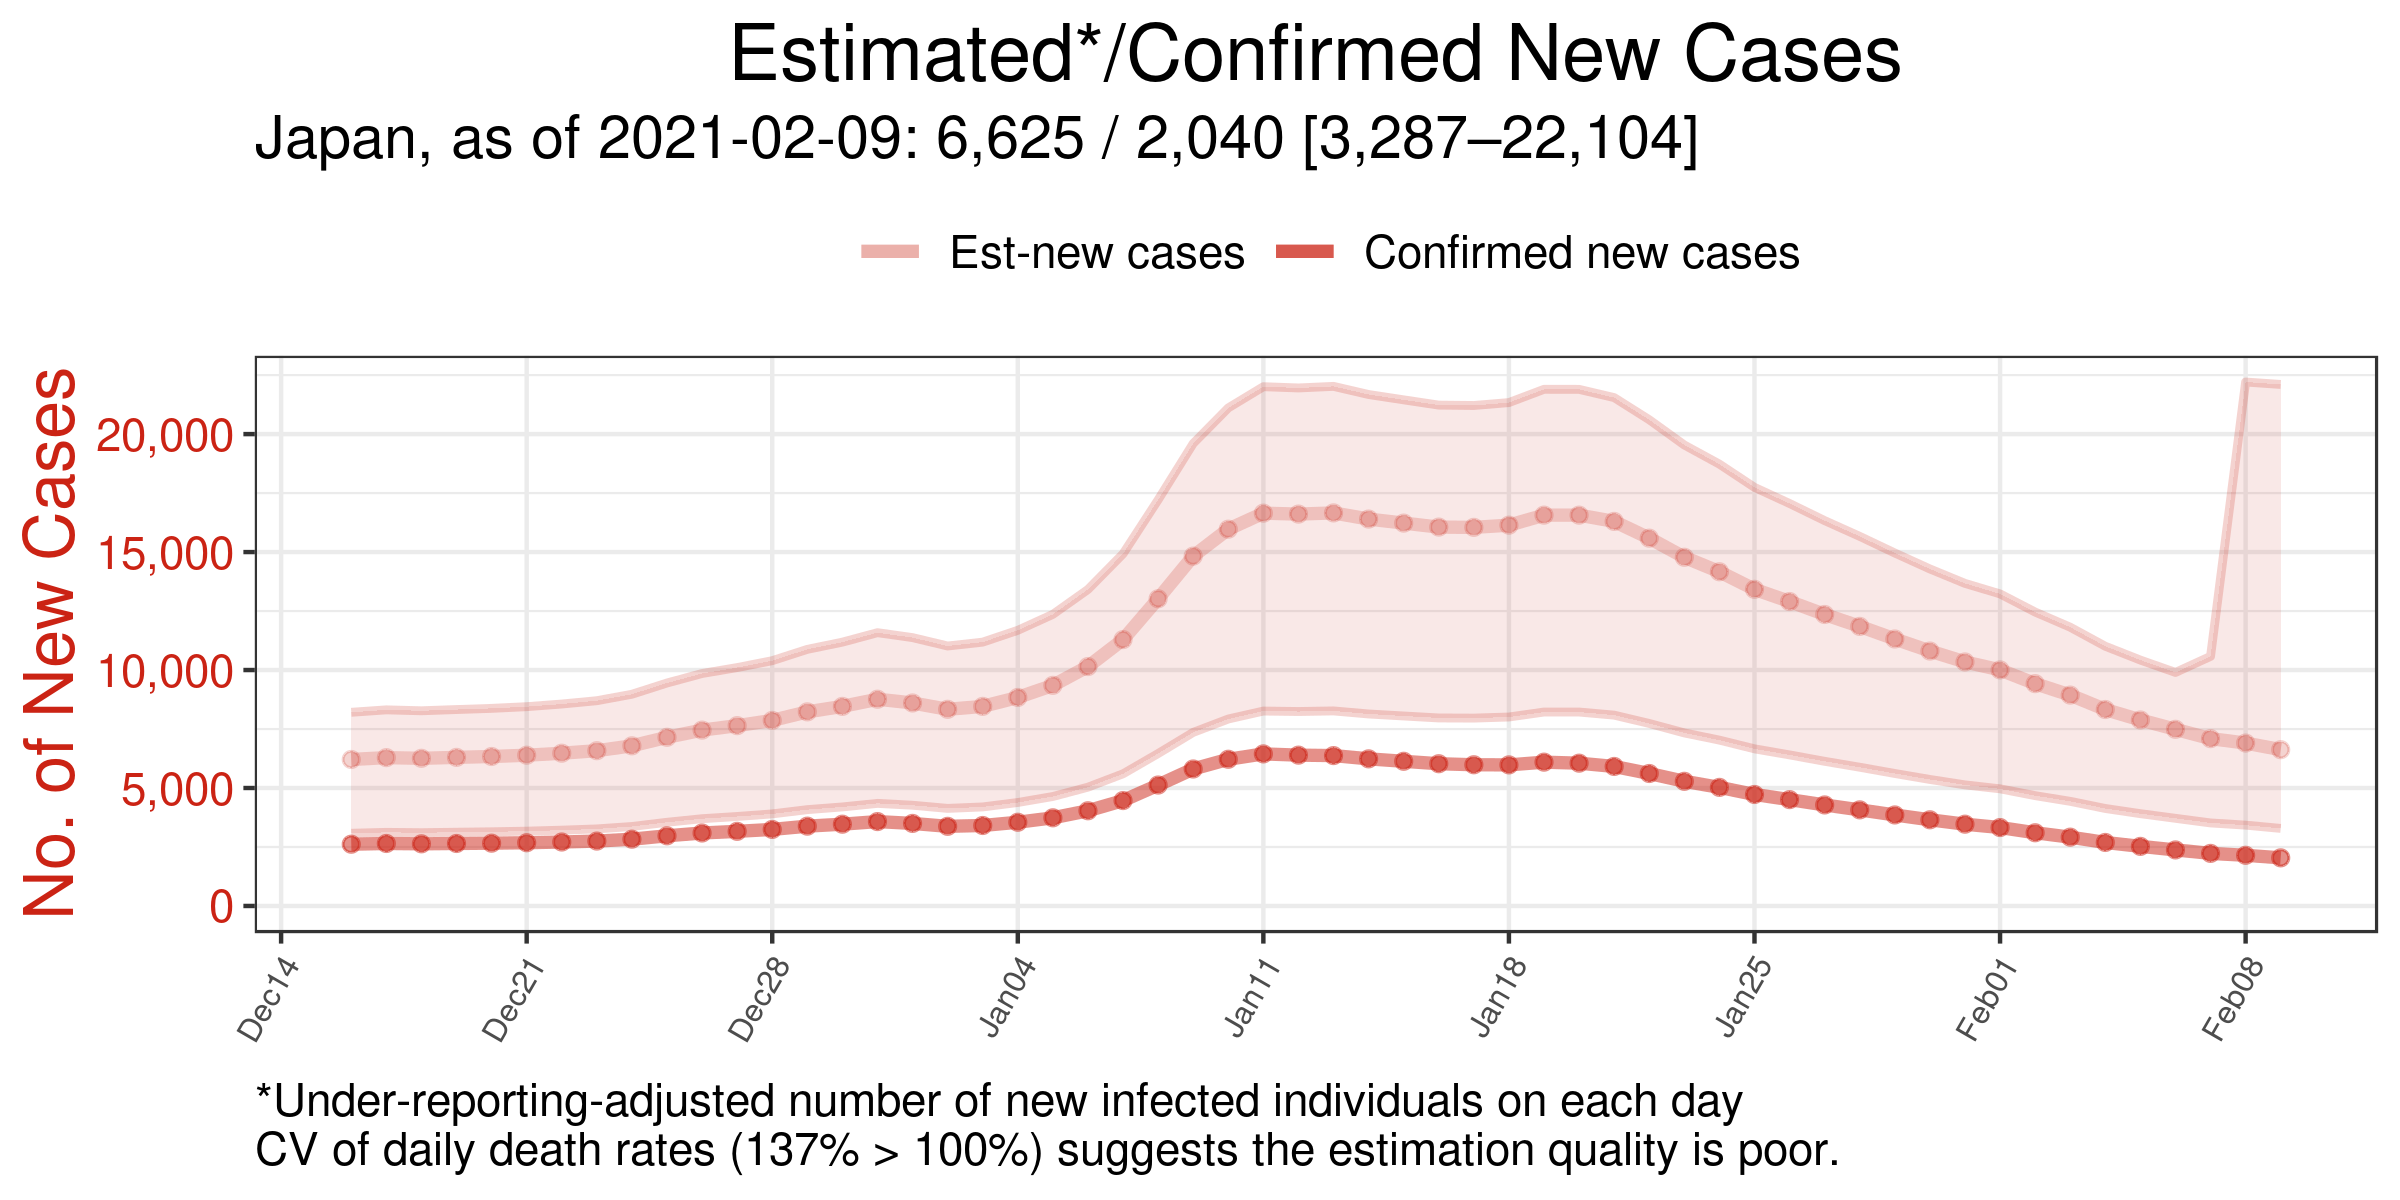 Estimated*/Confirmed New Cases
Japan, as of 2021-02-09: 6,625 / 2,040 [3,287–22,104]
Est-new cases
Confirmed new cases
No. of New Cases
20,000
15,000
10,000
5,000
0
Dec14
Dec21
Dec28
Jan04
Jan11
Jan18
Jan25
Feb01
Feb08
*Under-reporting-adjusted number of new infected individuals on each day
CV of daily death rates (137% > 100%) suggests the estimation quality is poor.